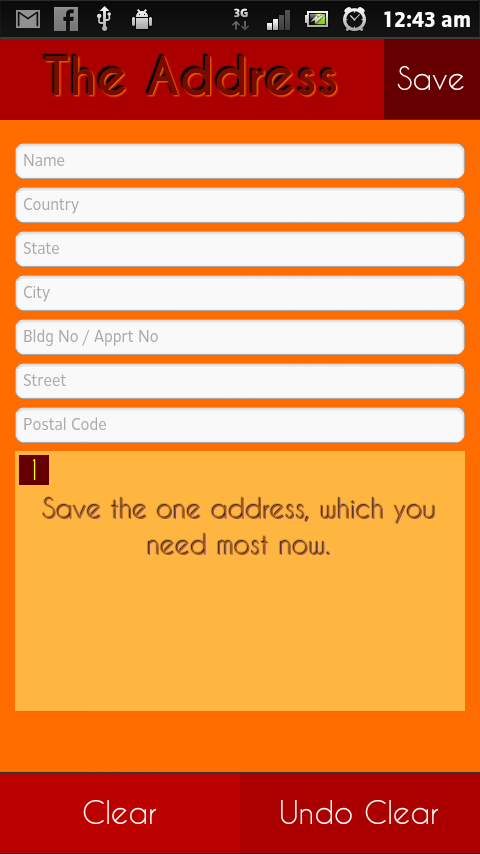 3G 12:43 am
The Address Save
Name
Country
State
City
Bldg No / Apprt No
Street
Postal Code
1
Save the one address, which you
need most now.
Clear Undo Clear